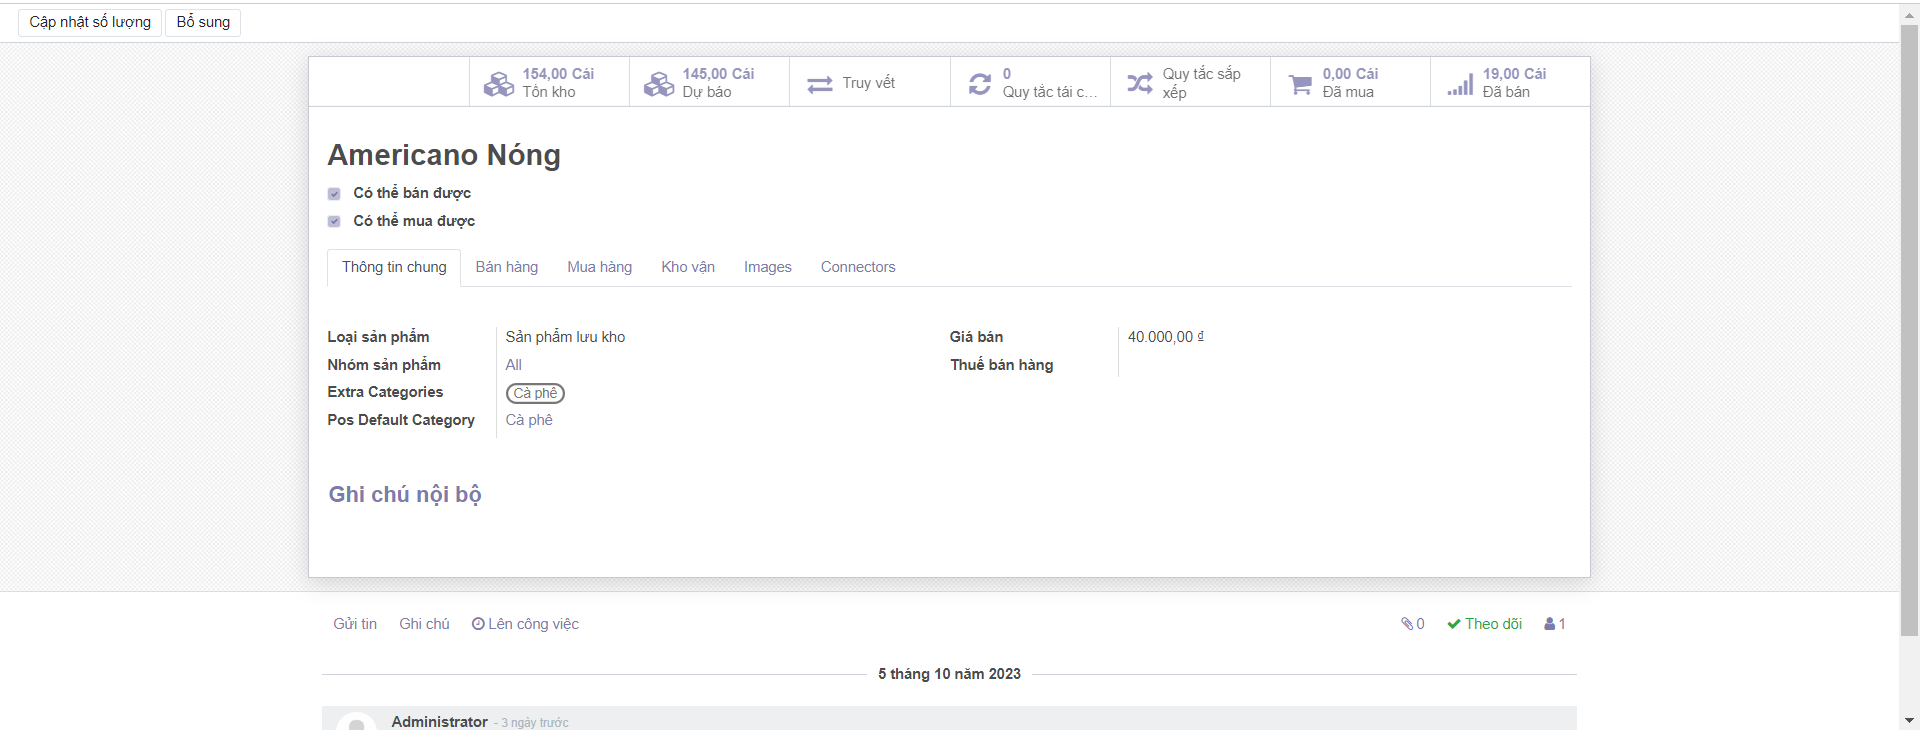 Cập nhật số lượng Bổ sung
154,00 Cái
Tồn kho
145,00 Cái
Dự báo
Truy vết
0
Quy tắc tái c...
Quy tắc sắp
xếp
0,00 Cái
Đã mua
19,00 Cái
Đã bán
Americano Nóng
Có thể bán được
Có thể mua được
Thông tin chung Bán hàng Mua hàng Kho vận Images Connectors
Loại sản phẩm Sản phẩm lưu kho
Nhóm sản phẩm All
Extra Categories Cà phê
Pos Default Category Cà phê
Giá bán 40.000,00 ₫
Thuế bán hàng
Ghi chú nội bộ
Gửi tin Ghi chú Lên công việc 0 Theo dõi 1
5 tháng 10 năm 2023
Administrator - 3 ngày trước